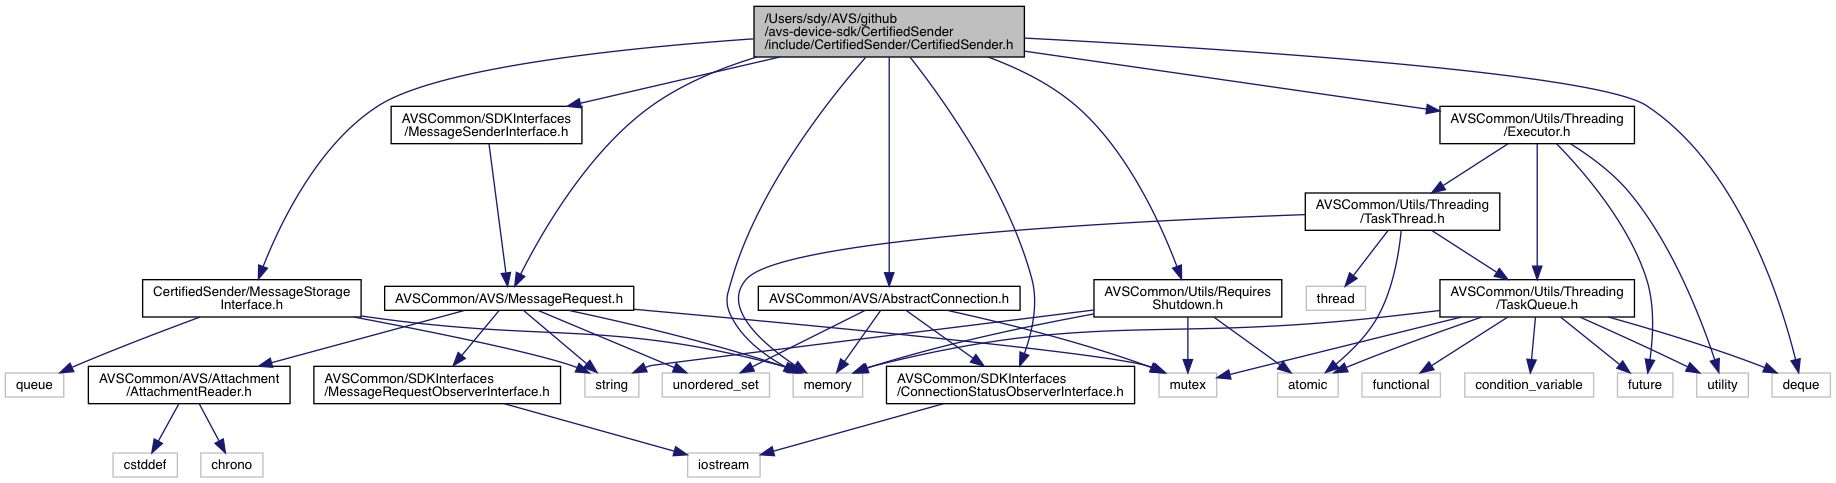 /Users/sdy/AVS/github
/avs-device-sdk/CertifiedSender
/include/CertifiedSender/CertifiedSender.h
AVSCommon/SDKInterfaces
/MessageSenderInterface.h
AVSCommon/Utils/Threading
/Executor.h
AVSCommon/Utils/Threading
/TaskThread.h
CertifiedSender/MessageStorage
Interface.h
AVSCommon/AVS/MessageRequest.h
AVSCommon/AVS/AbstractConnection.h
AVSCommon/Utils/Requires
Shutdown.h
thread
AVSCommon/Utils/Threading
/TaskQueue.h
queue
AVSCommon/AVS/Attachment
/AttachmentReader.h
AVSCommon/SDKInterfaces
/MessageRequestObserverInterface.h
string
unordered_set
memory
AVSCommon/SDKInterfaces
/ConnectionStatusObserverInterface.h
mutex
atomic
functional
condition_variable
future
utility
deque
cstddef
chrono
iostream